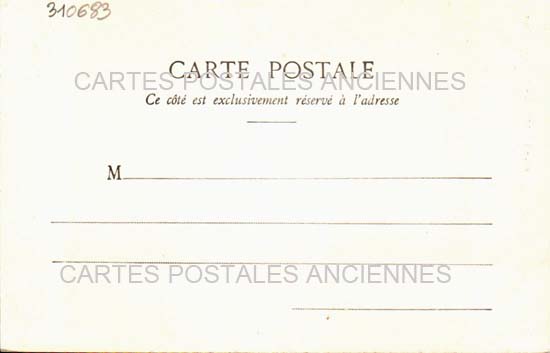 310683
CARTE POSTALE
CARTES POSTALES ANCIENNES
Ce côté est exclusivement réservé à l'adresse
M
CARTES POSTALES ANCIENNES